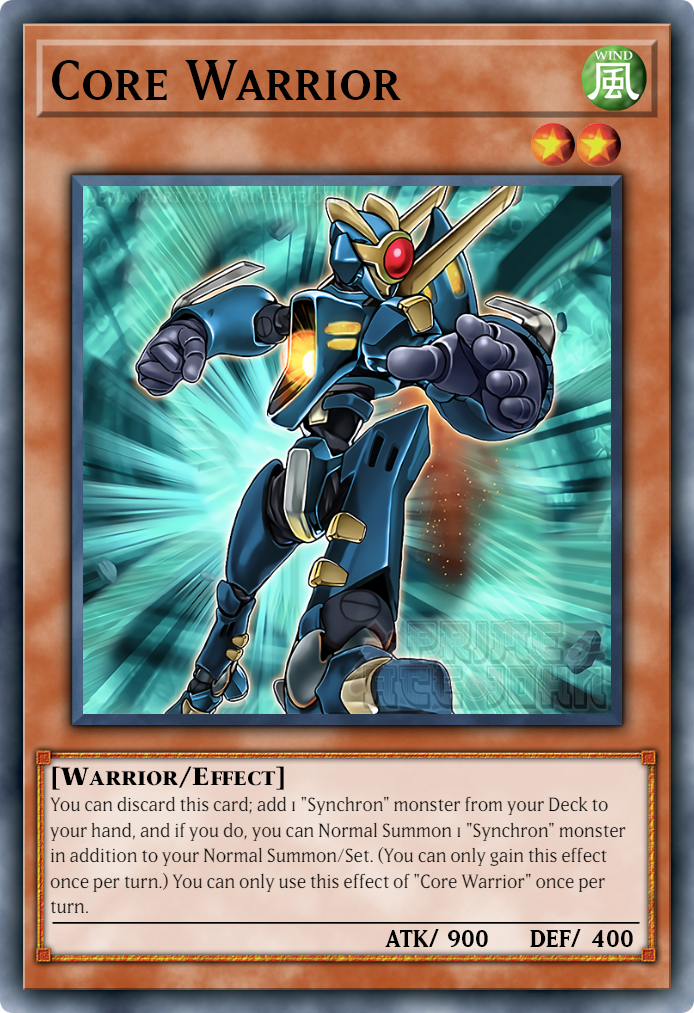 CORE WARRIOR
WIND
風
[WARRIOR/EFFECT]
You can discard this card; add 1 "Synchron" monster from your Deck to
your hand, and if you do, you can Normal Summon 1 "Synchron" monster
in addition to your Normal Summon/Set. (You can only gain this effect
once per turn.) You can only use this effect of "Core Warrior" once per
turn.
ATK/ 900 DEF/ 400